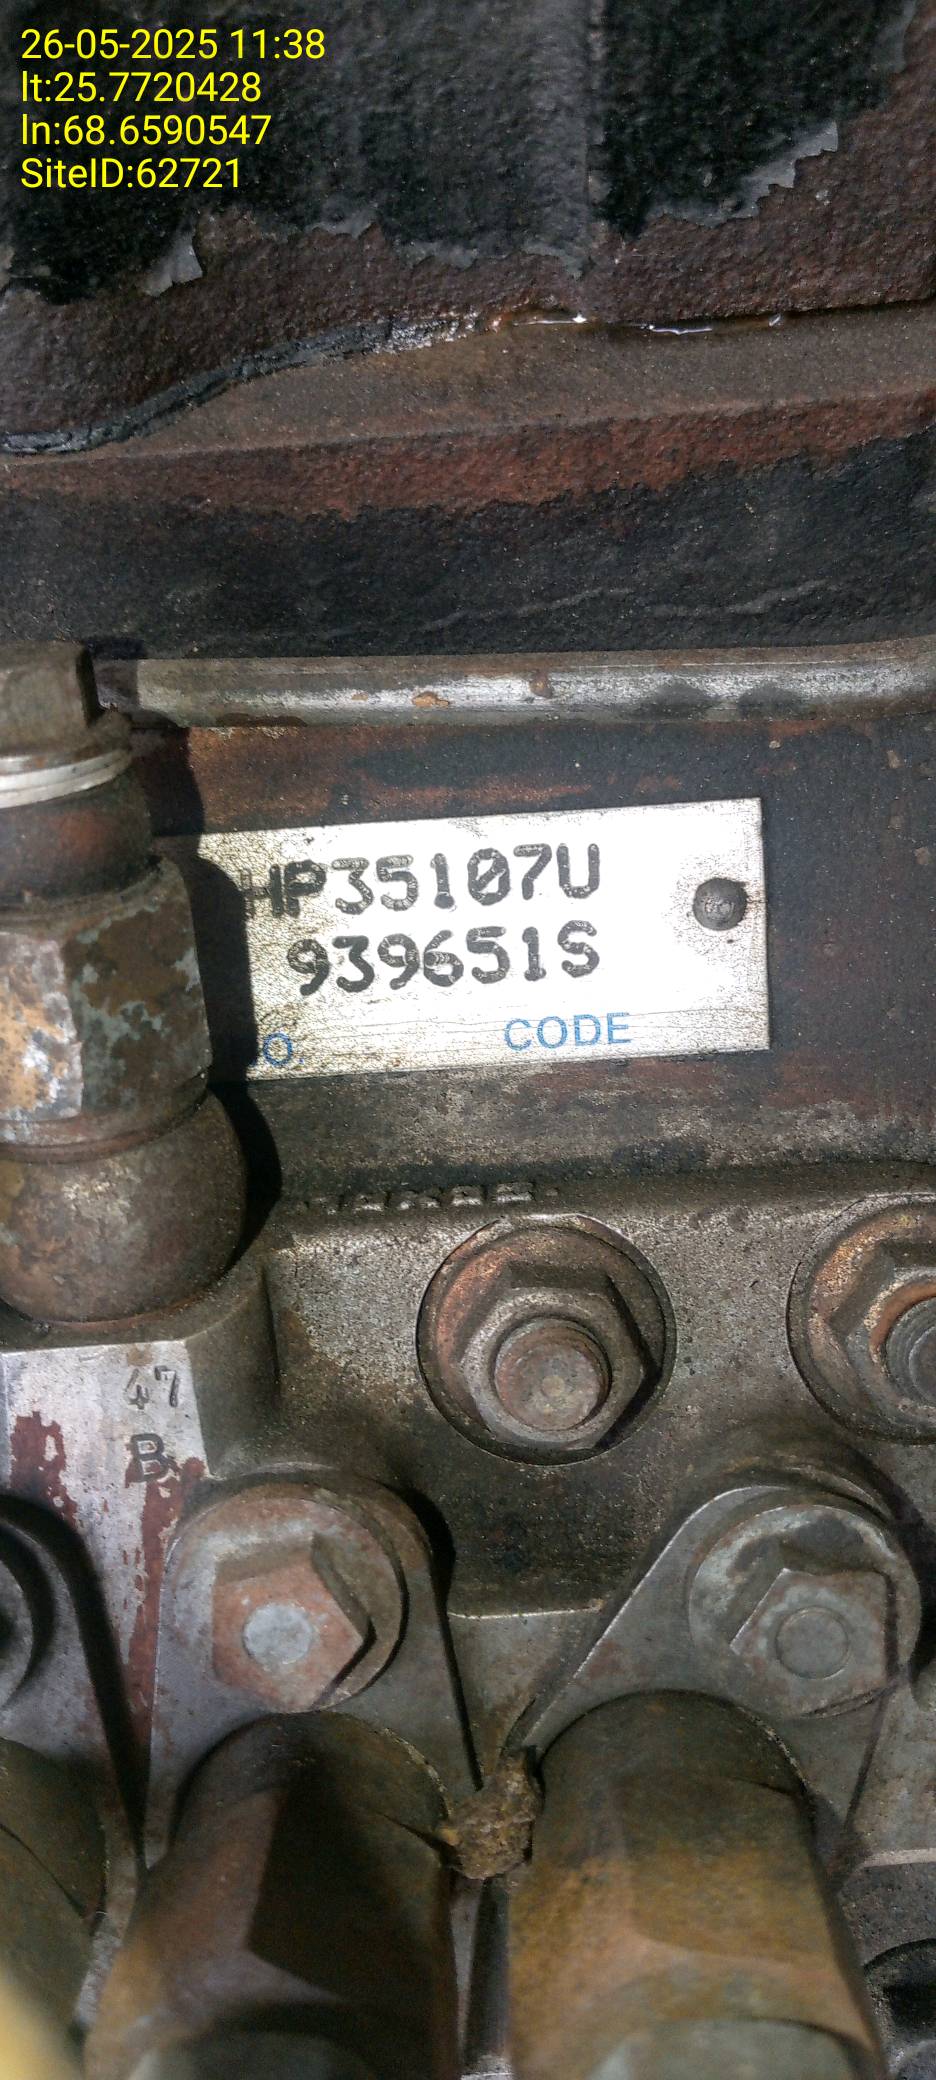 26-05-2025 11:38
lt:25.7720428
ln:68.6590547
SiteID:62721
HP35107U
939651S
O. CODE
47
B